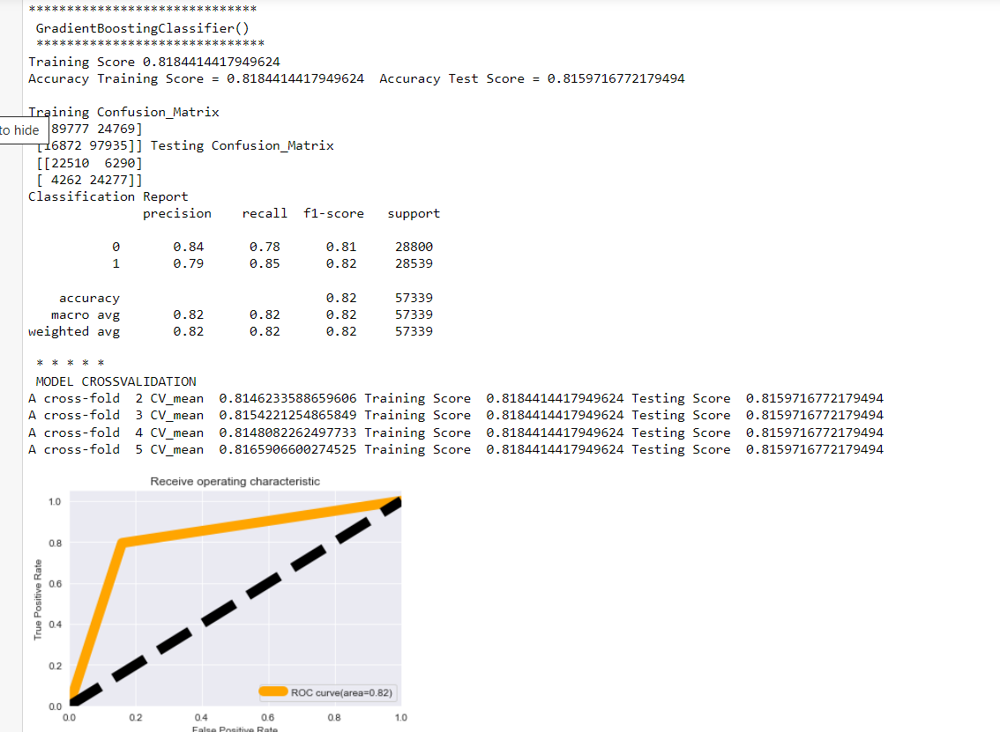 ******************************
GradientBoostingClassifier()
******************************
Training Score 0.8184414417949624
Accuracy Training Score = 0.8184414417949624 Accuracy Test Score = 0.8159716772179494
Training Confusion_Matrix
to hide
89777 24769]
[16872 97935]] Testing Confusion_Matrix
[[22510 6290]
[ 4262 24277]]
Classification Report
precision recall f1-score support
0 0.84 0.78 0.81 28800
1 0.79 0.85 0.82 28539
accuracy 0.82 57339
macro avg 0.82 0.82 0.82 57339
weighted avg 0.82 0.82 0.82 57339
* * * * *
MODEL CROSSVALIDATION
A cross-fold 2 CV_mean 0.8146233588659606 Training Score 0.8184414417949624 Testing Score 0.8159716772179494
A cross-fold 3 CV_mean 0.8154221254865849 Training Score 0.8184414417949624 Testing Score 0.8159716772179494
A cross-fold 4 CV_mean 0.8148082262497733 Training Score 0.8184414417949624 Testing Score 0.8159716772179494
A cross-fold 5 CV_mean 0.8165906600274525 Training Score 0.8184414417949624 Testing Score 0.8159716772179494
Receive operating characteristic
1.0
0.8
0.6
0.4
0.2
0.0
True Positive Rate
ROC curve(area=0.82)
0.0 0.2 0.4 0.6 0.8 1.0
False Positive Rate